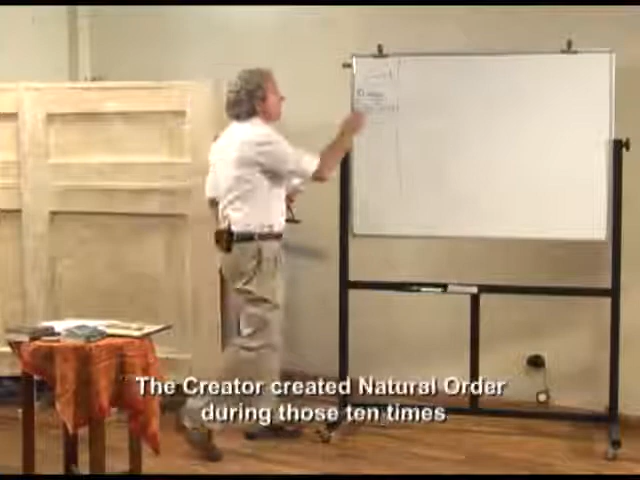 The Creator created Natural Order
during those ten times